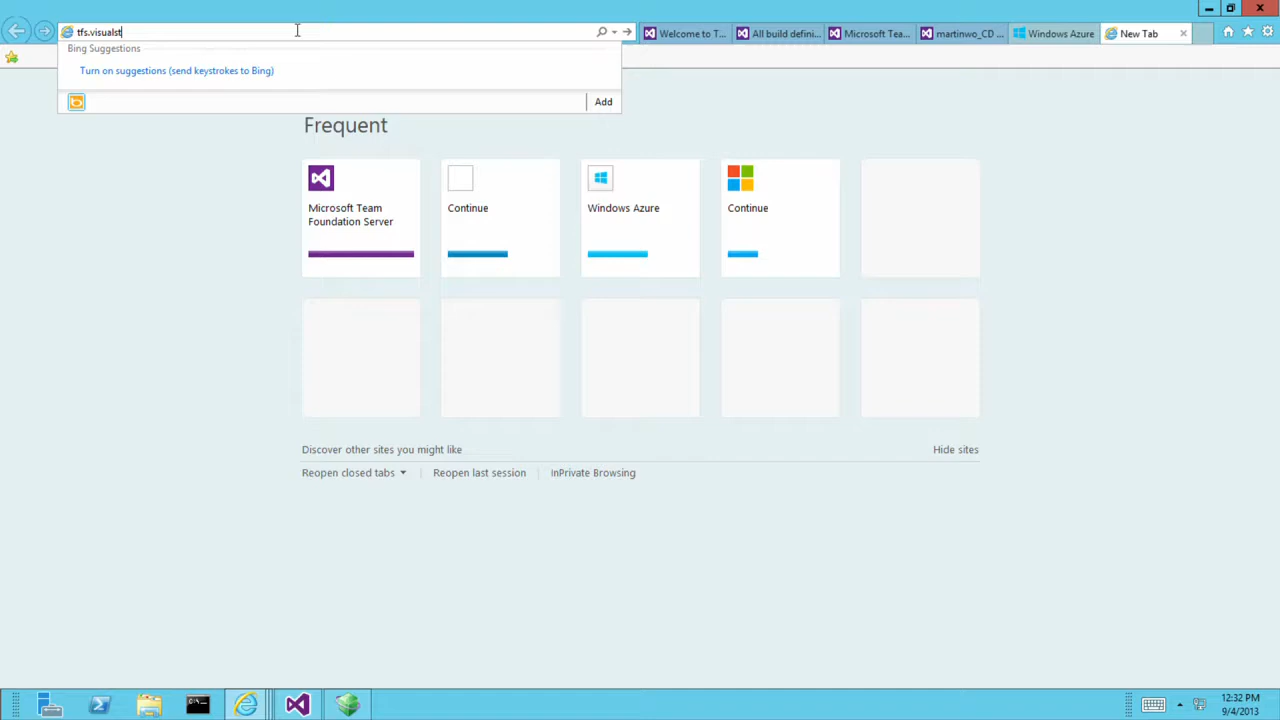 tfs.visualst
Welcome to T...
All build defini...
Microsoft Tea...
martinwo_CD ...
Windows Azure
New Tab
Bing Suggestions
Turn on suggestions (send keystrokes to Bing)
Add
Frequent
Microsoft Team
Foundation Server
Continue
Windows Azure
Continue
Discover other sites you might like
Hide sites
Reopen closed tabs
Reopen last session
InPrivate Browsing
12:32 PM
9/4/2013